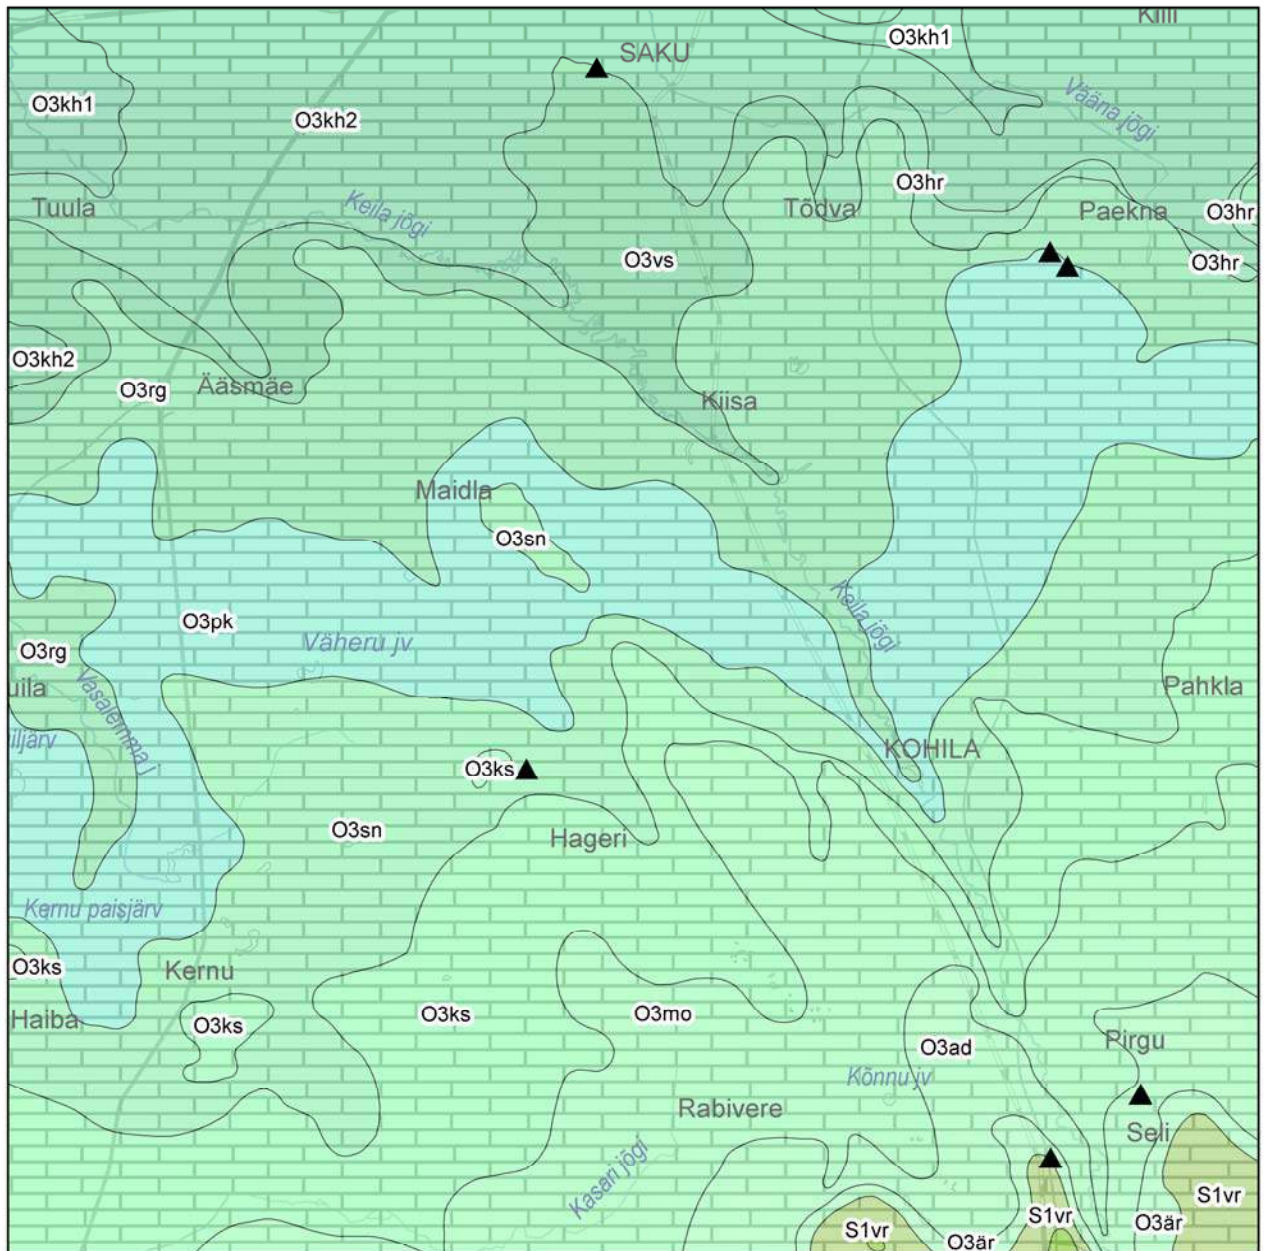 Kiili
O3kh1
SAKU
O3kh1
O3kh2
Vääna jõgi
O3hr
Tuula
Keila jõgi
Tõdva
Paekna
O3hr
O3vs
O3hr
O3kh2
O3rg
Ääsmäe
Kiisa
Maidla
O3sn
Keila jõgi
O3pk
Väheru jv
O3rg
uila
Vasalemma j
Pahkla
iljärv
KOHILA
O3ks
O3sn
Hageri
Kernu paisjärv
O3ks
Kernu
Haiba
O3ks
O3ks
O3mo
Pirgu
O3ad
Kõnnu jv
Rabivere
Seli
Kasari jõgi
S1vr
S1vr
O3är
S1vr
O3är